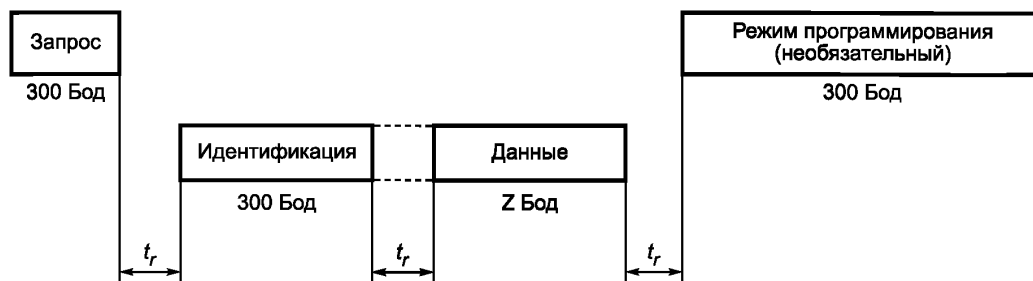 Запрос
300 Бод
Режим программирования
(необязательный)
300 Бод
Идентификация
300 Бод
Данные
Z Бод
t_r
t_r
t_r